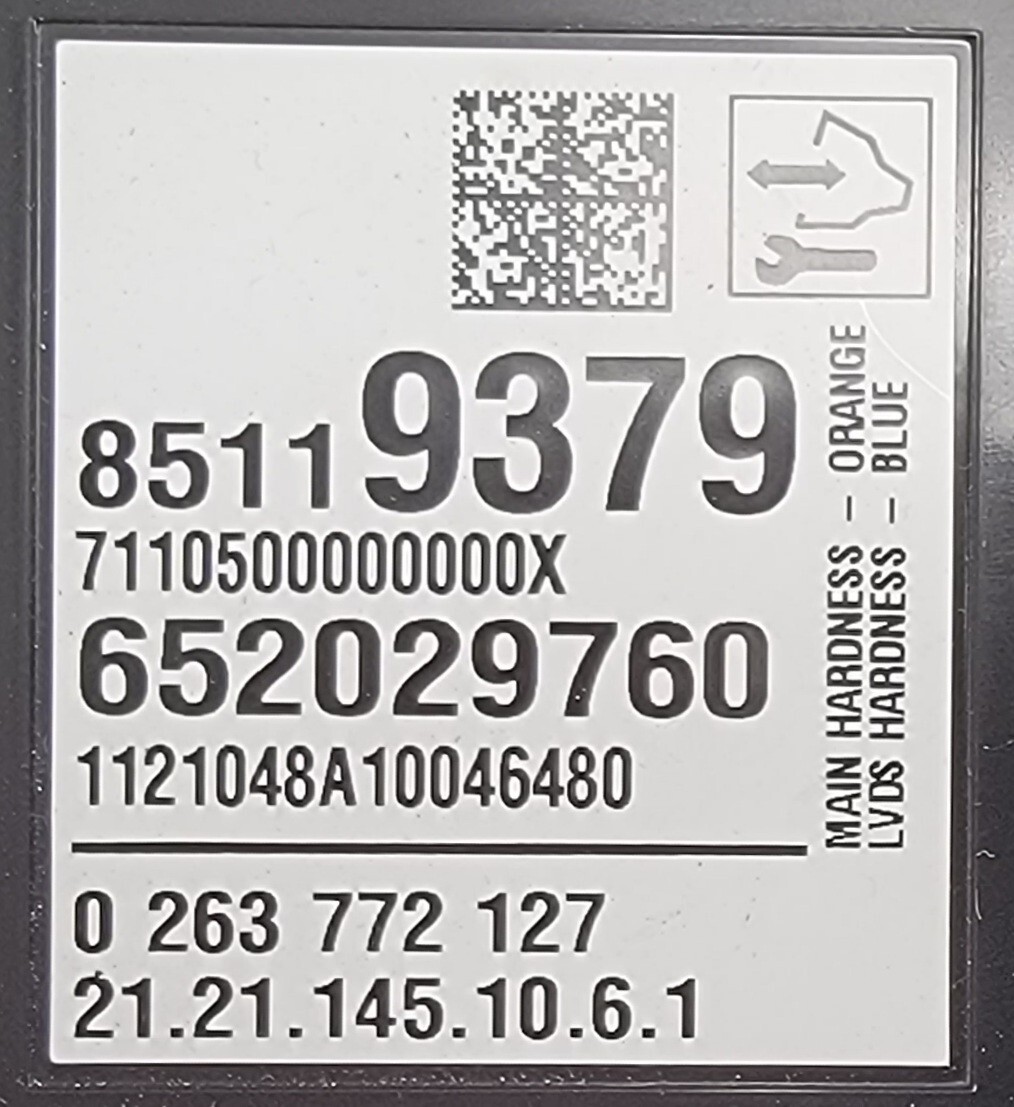 85119379
7110500000000X
652029760
1121048A10046480
0 263 772 127
21.21.145.10.6.1
MAIN HARDNESS - ORANGE
LVDS HARDNESS - BLUE